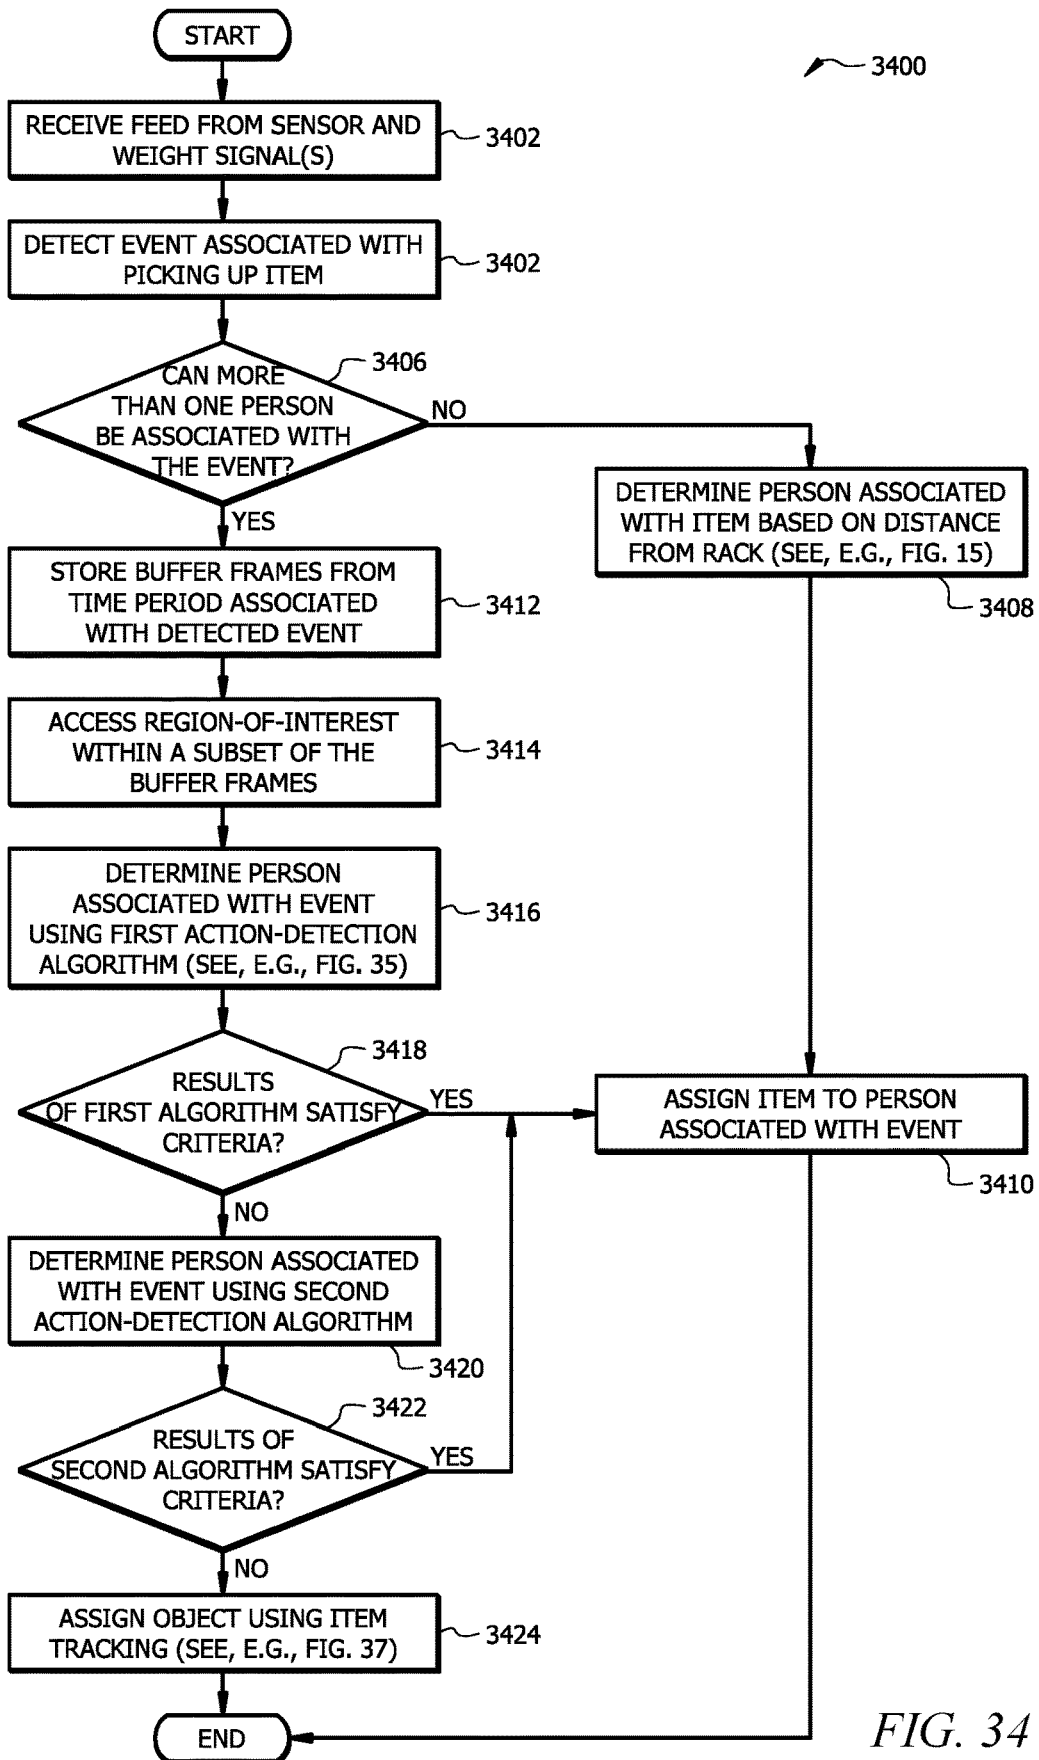 START
3400
RECEIVE FEED FROM SENSOR AND
WEIGHT SIGNAL(S)
3402
DETECT EVENT ASSOCIATED WITH
PICKING UP ITEM
3402
CAN MORE
THAN ONE PERSON
BE ASSOCIATED WITH
THE EVENT?
3406
NO
YES
DETERMINE PERSON ASSOCIATED
WITH ITEM BASED ON DISTANCE
FROM RACK (SEE, E.G., FIG. 15)
3408
STORE BUFFER FRAMES FROM
TIME PERIOD ASSOCIATED
WITH DETECTED EVENT
3412
ACCESS REGION-OF-INTEREST
WITHIN A SUBSET OF THE
BUFFER FRAMES
3414
DETERMINE PERSON
ASSOCIATED WITH EVENT
USING FIRST ACTION-DETECTION
ALGORITHM (SEE, E.G., FIG. 35)
3416
RESULTS
OF FIRST ALGORITHM SATISFY
CRITERIA?
3418
YES
NO
ASSIGN ITEM TO PERSON
ASSOCIATED WITH EVENT
3410
DETERMINE PERSON ASSOCIATED
WITH EVENT USING SECOND
ACTION-DETECTION ALGORITHM
3420
RESULTS OF
SECOND ALGORITHM SATISFY
CRITERIA?
3422
YES
NO
ASSIGN OBJECT USING ITEM
TRACKING (SEE, E.G., FIG. 37)
3424
END
FIG. 34